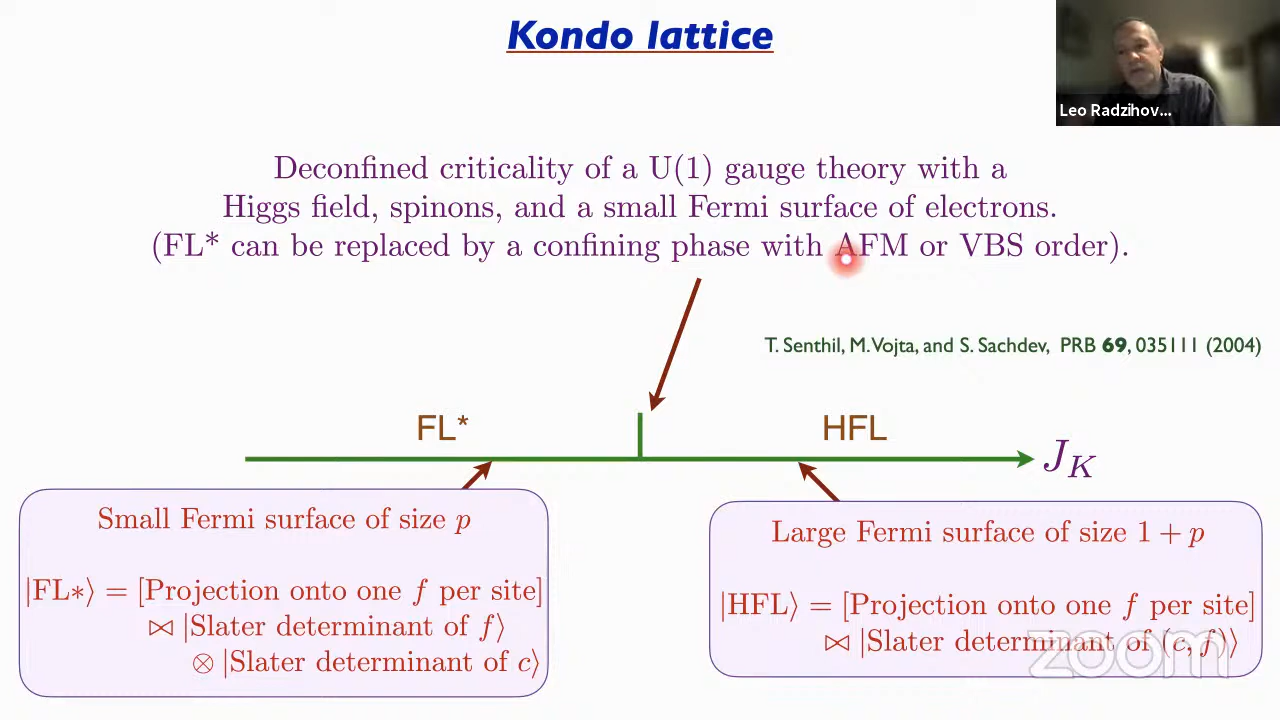 Kondo lattice
Leo Radzihov...
Deconfined criticality of a U(1) gauge theory with a
Higgs field, spinons, and a small Fermi surface of electrons.
(FL* can be replaced by a confining phase with AFM or VBS order).
T. Senthil, M. Vojta, and S. Sachdev, PRB 69, 035111 (2004)
FL*
HFL
J_K
Small Fermi surface of size p
|FL∗⟩ = [Projection onto one f per site]
⋈ |Slater determinant of f⟩
⊗ |Slater determinant of c⟩
Large Fermi surface of size 1 + p
|HFL⟩ = [Projection onto one f per site]
⋈ |Slater determinant of (c, f)⟩
zoom